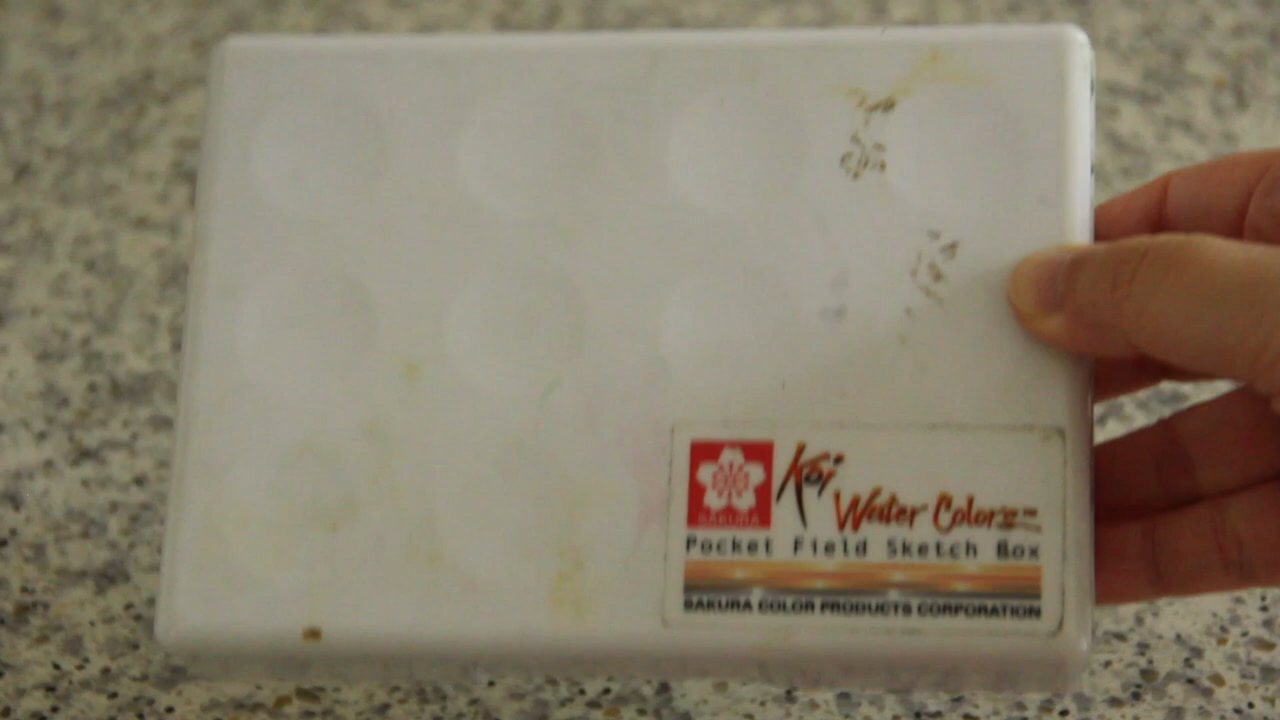 SAKURA
Koi
Water Colors
Pocket Field Sketch Box
SAKURA COLOR PRODUCTS CORPORATION